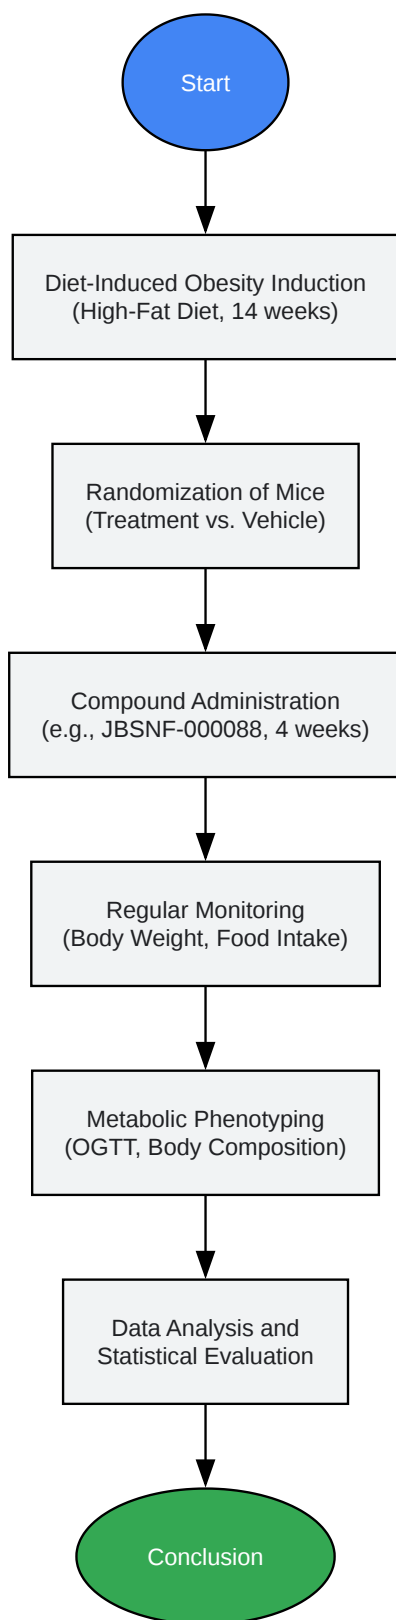 Start
Diet-Induced Obesity Induction
(High-Fat Diet, 14 weeks)
Randomization of Mice
(Treatment vs. Vehicle)
Compound Administration
(e.g., JBSNF-000088, 4 weeks)
Regular Monitoring
(Body Weight, Food Intake)
Metabolic Phenotyping
(OGTT, Body Composition)
Data Analysis and
Statistical Evaluation
Conclusion